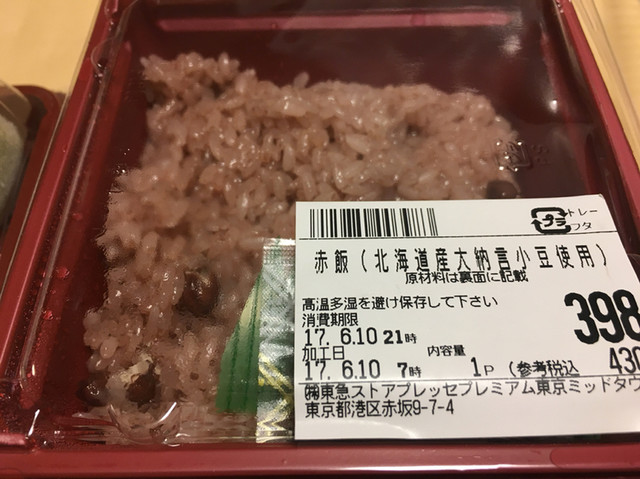 プラ
トレー
フタ
赤飯(北海道産大納言小豆使用)
原材料は裏面に記載
高温多湿を避け保存して下さい
消費期限
17. 6.10 21時
加工日 内容量
17. 6.10 7時 1P (参考税込 430
398
㈱東急ストアプレッセプレミアム東京ミッドタウ
東京都港区赤坂9-7-4